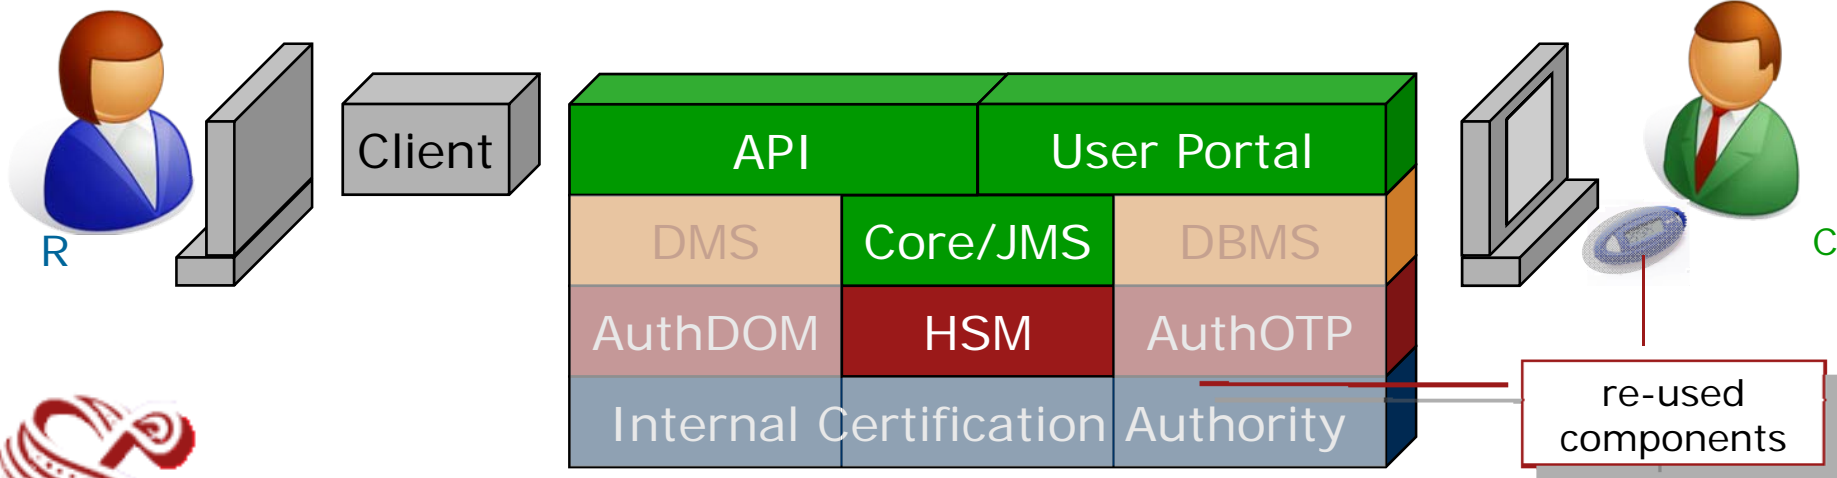 Client
API
User Portal
DMS
Core/JMS
DBMS
R
C
AuthDOM
HSM
AuthOTP
Internal Certification Authority
re-used
components